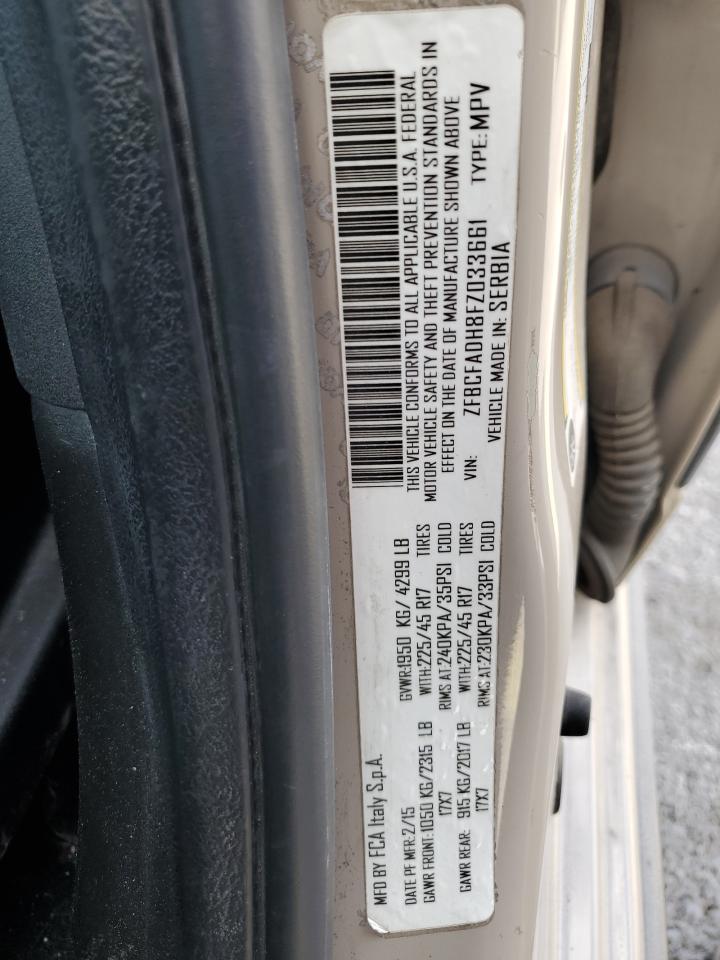 MFD BY FCA Italy S.p.A.
DATE PF MFR: 2/15 GVWR:1950 KG/ 4299 LB
GAWR FRONT:1050 KG/2315 LB WITH:225/45 R17 TIRES
17X7 RIMS AT:240KPA/35PSI COLD
GAWR REAR: 915 KG/2017 LB WITH:225/45 R17 TIRES
17X7 RIMS AT:230KPA/33PSI COLD
THIS VEHICLE CONFORMS TO ALL APPLICABLE U.S.A. FEDERAL
MOTOR VEHICLE SAFETY AND THEFT PREVENTION STANDARDS IN
EFFECT ON THE DATE OF MANUFACTURE SHOWN ABOVE
VIN: ZFBCFADH8FZ033661 TYPE: MPV
VEHICLE MADE IN: SERBIA